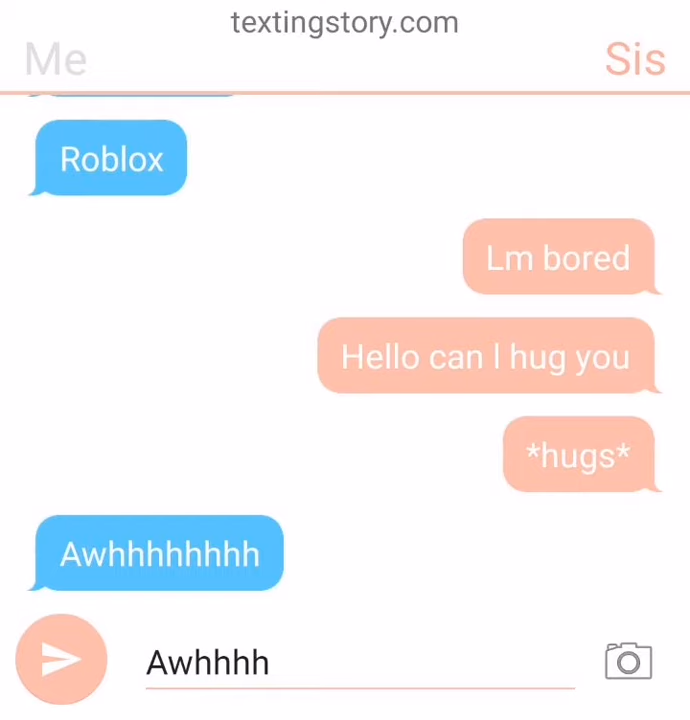 textingstory.com
Me
Sis
Roblox
Lm bored
Hello can l hug you
*hugs*
Awhhhhhhhh
Awhhhh